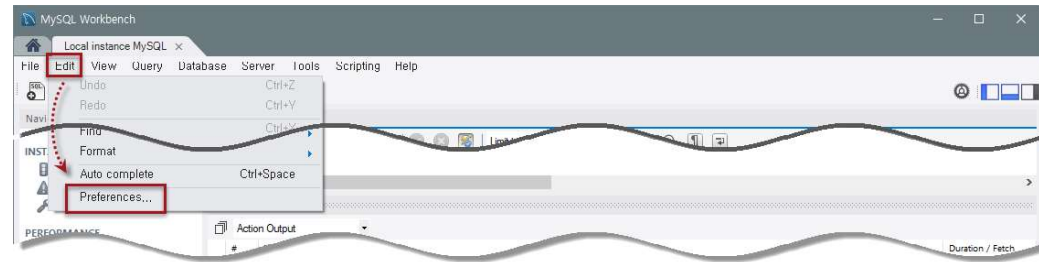 MySQL Workbench
Local instance MySQL
File Edit View Query Database Server Tools Scripting Help
Undo Ctrl+Z
Redo Ctrl+Y
Navi
Find
Format
INST
Auto complete Ctrl+Space
Preferences...
PERFORMANCE
Action Output
#
Duration / Fetch